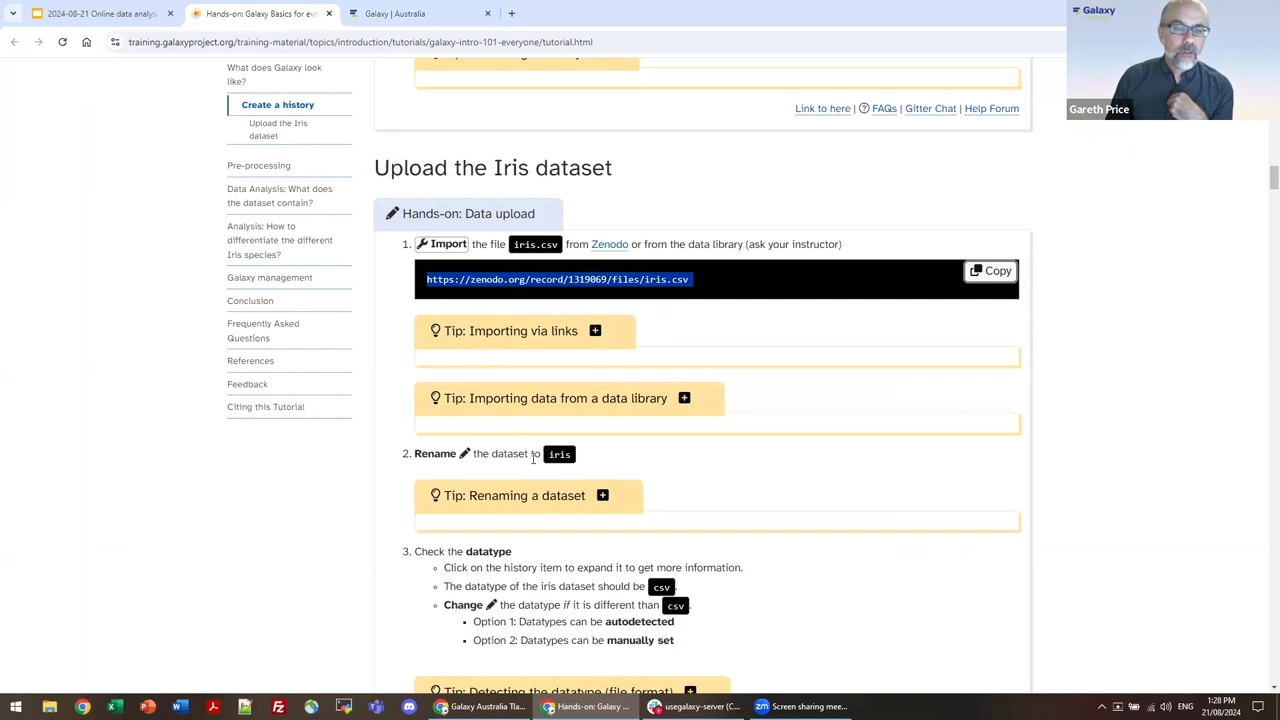 2024-08-21 Online data analysis
Hands-on: Galaxy Basics for eve
Galaxy | Australia
training.galaxyproject.org/training-material/topics/introduction/tutorials/galaxy-intro-101-everyone/tutorial.html
Galaxy
Gareth Price
What does Galaxy look
like?
Create a history
Upload the Iris
dataset
Pre-processing
Data Analysis: What does
the dataset contain?
Analysis: How to
differentiate the different
Iris species?
Galaxy management
Conclusion
Frequently Asked
Questions
References
Feedback
Citing this Tutorial
Link to here | FAQs | Gitter Chat | Help Forum
Upload the Iris dataset
Hands-on: Data upload
1. Import the file iris.csv from Zenodo or from the data library (ask your instructor)
Copy
https://zenodo.org/record/1319069/files/iris.csv
Tip: Importing via links
Tip: Importing data from a data library
2. Rename the dataset to iris
Tip: Renaming a dataset
3. Check the datatype
Click on the history item to expand it to get more information.
The datatype of the iris dataset should be csv.
Change the datatype if it is different than csv.
Option 1: Datatypes can be autodetected
Option 2: Datatypes can be manually set
Tip: Detecting the datatype (file format)
Galaxy Australia Tla...
Hands-on: Galaxy ...
usegalaxy-server (C...
Screen sharing mee...
ENG
1:28 PM
21/08/2024